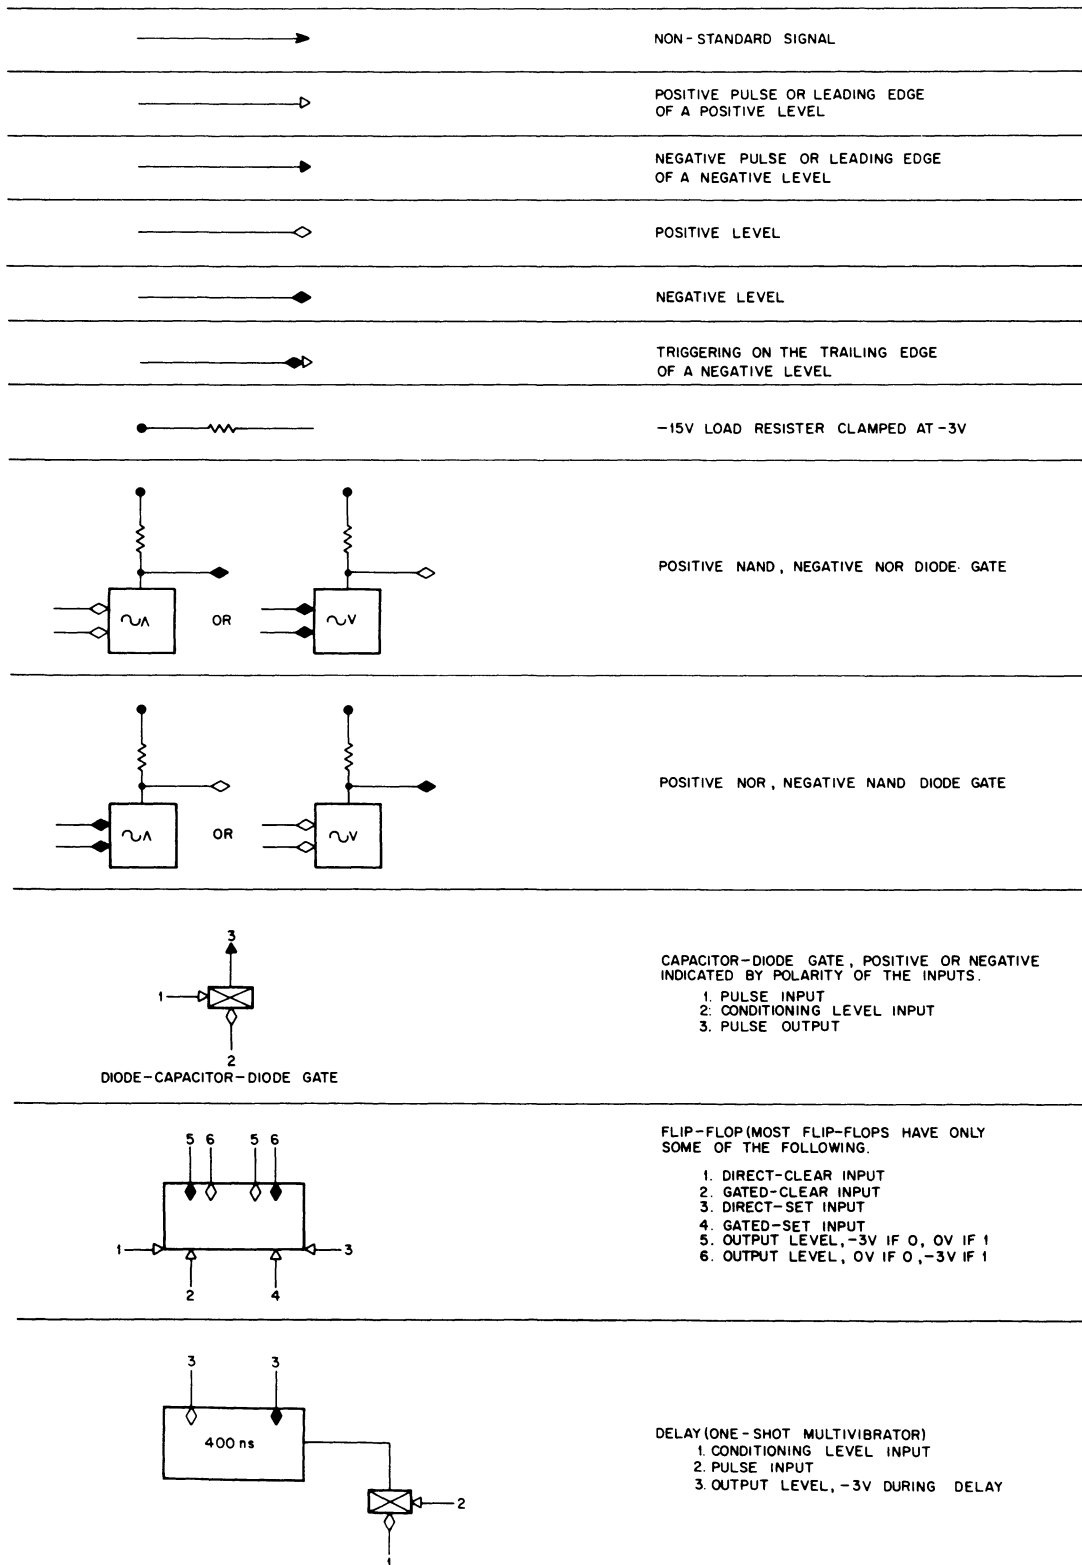 NON-STANDARD SIGNAL
POSITIVE PULSE OR LEADING EDGE
OF A POSITIVE LEVEL
NEGATIVE PULSE OR LEADING EDGE
OF A NEGATIVE LEVEL
POSITIVE LEVEL
NEGATIVE LEVEL
TRIGGERING ON THE TRAILING EDGE
OF A NEGATIVE LEVEL
-15V LOAD RESISTER CLAMPED AT -3V
∼∧ OR ∼∨
POSITIVE NAND, NEGATIVE NOR DIODE GATE
∼∧ OR ∼∨
POSITIVE NOR, NEGATIVE NAND DIODE GATE
3
1
2
DIODE-CAPACITOR-DIODE GATE
CAPACITOR-DIODE GATE, POSITIVE OR NEGATIVE
INDICATED BY POLARITY OF THE INPUTS.
1. PULSE INPUT
2. CONDITIONING LEVEL INPUT
3. PULSE OUTPUT
5 6 5 6
1 3
2 4
FLIP-FLOP (MOST FLIP-FLOPS HAVE ONLY
SOME OF THE FOLLOWING.
1. DIRECT-CLEAR INPUT
2. GATED-CLEAR INPUT
3. DIRECT-SET INPUT
4. GATED-SET INPUT
5. OUTPUT LEVEL, -3V IF 0, 0V IF 1
6. OUTPUT LEVEL, 0V IF 0, -3V IF 1
3 3
400 ns
2
1
DELAY (ONE-SHOT MULTIVIBRATOR)
1. CONDITIONING LEVEL INPUT
2. PULSE INPUT
3. OUTPUT LEVEL, -3V DURING DELAY